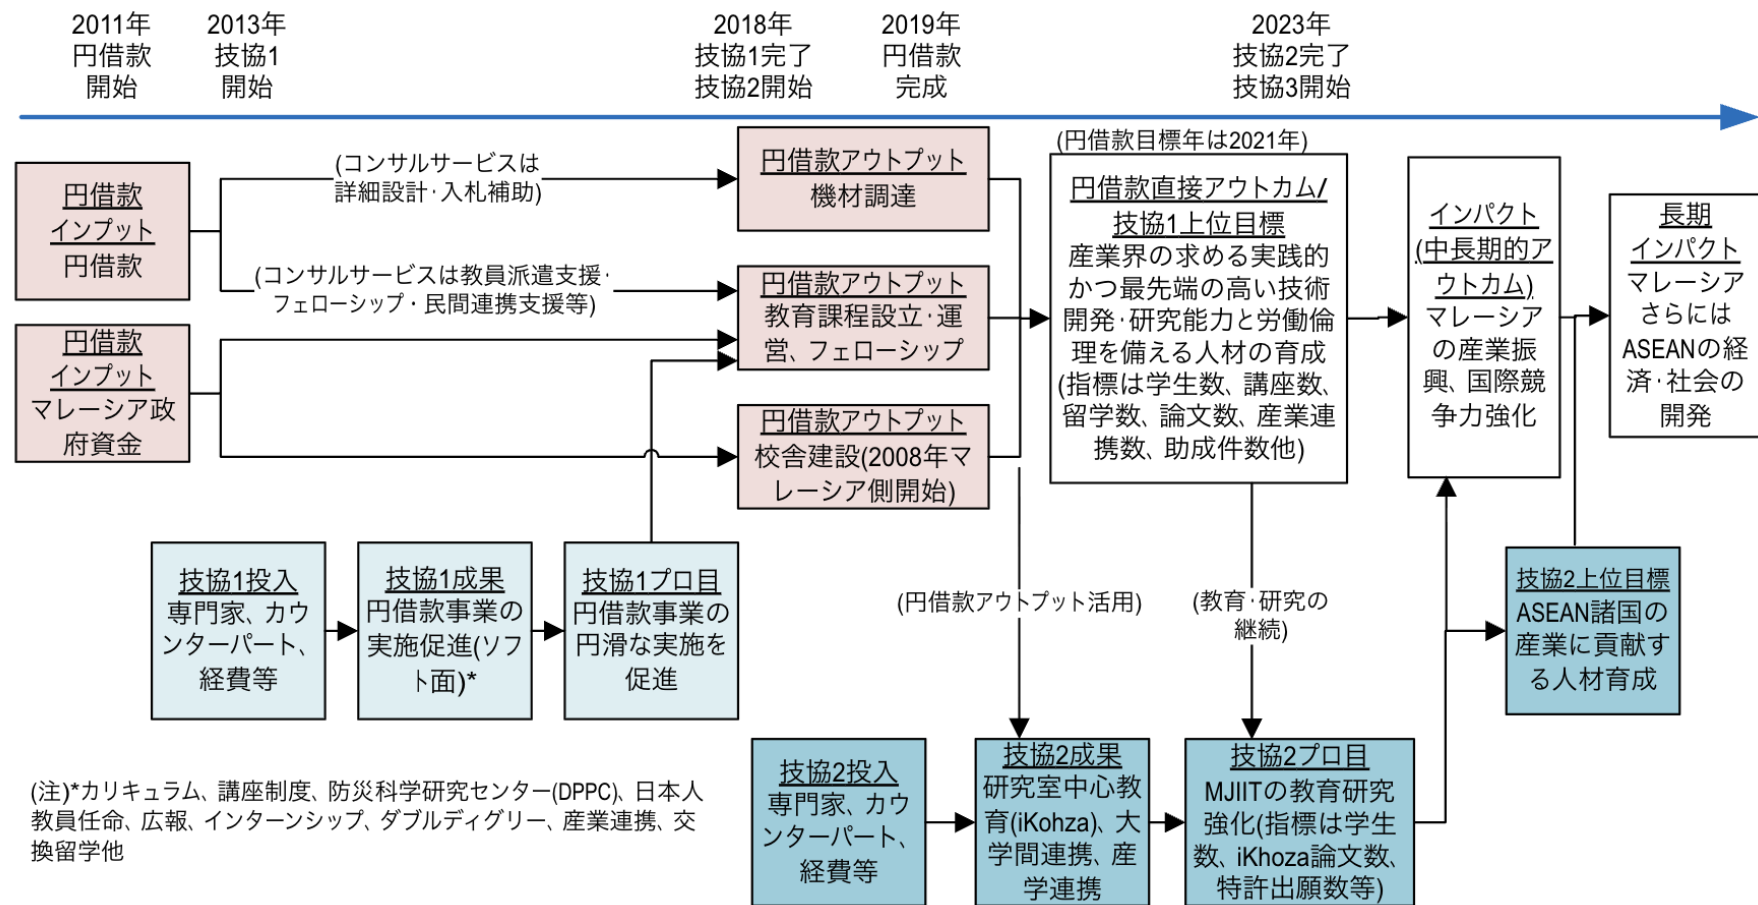 2011年
円借款
開始
2013年
技協1
開始
2018年
技協1完了
技協2開始
2019年
円借款
完成
2023年
技協2完了
技協3開始
円借款
インプット
円借款
(コンサルサービスは
詳細設計·入札補助)
(コンサルサービスは教員派遣支援·
フェローシップ・民間連携支援等)
円借款
インプット
マレーシア政
府資金
円借款アウトプット
機材調達
円借款アウトプット
教育課程設立·運
営、フェローシップ
円借款アウトプット
校舎建設(2008年マ
レーシア側開始)
(円借款目標年は2021年)
円借款直接アウトカム/
技協1上位目標
産業界の求める実践的
かつ最先端の高い技術
開発·研究能力と労働倫
理を備える人材の育成
(指標は学生数、講座数、
留学数、論文数、産業連
携数、助成件数他)
インパクト
(中長期的ア
ウトカム)
マレーシア
の産業振
興、国際競
争力強化
長期
インパクト
マレーシア
さらには
ASEANの経
済·社会の
開発
技協1投入
専門家、カウ
ンターパート、
経費等
技協1成果
円借款事業の
実施促進(ソフ
ト面)*
技協1プロ目
円借款事業の
円滑な実施を
促進
(円借款アウトプット活用)
(教育·研究の
継続)
技協2上位目標
ASEAN諸国の
産業に貢献す
る人材育成
技協2投入
専門家、カウ
ンターパート、
経費等
技協2成果
研究室中心教
育(iKohza)、大
学間連携、産
学連携
技協2プロ目
MJIITの教育研究
強化(指標は学生
数、iKhoza論文数、
特許出願数等)
(注)*カリキュラム、講座制度、防災科学研究センター(DPPC)、日本人
教員任命、広報、インターンシップ、ダブルディグリー、産業連携、交
換留学他